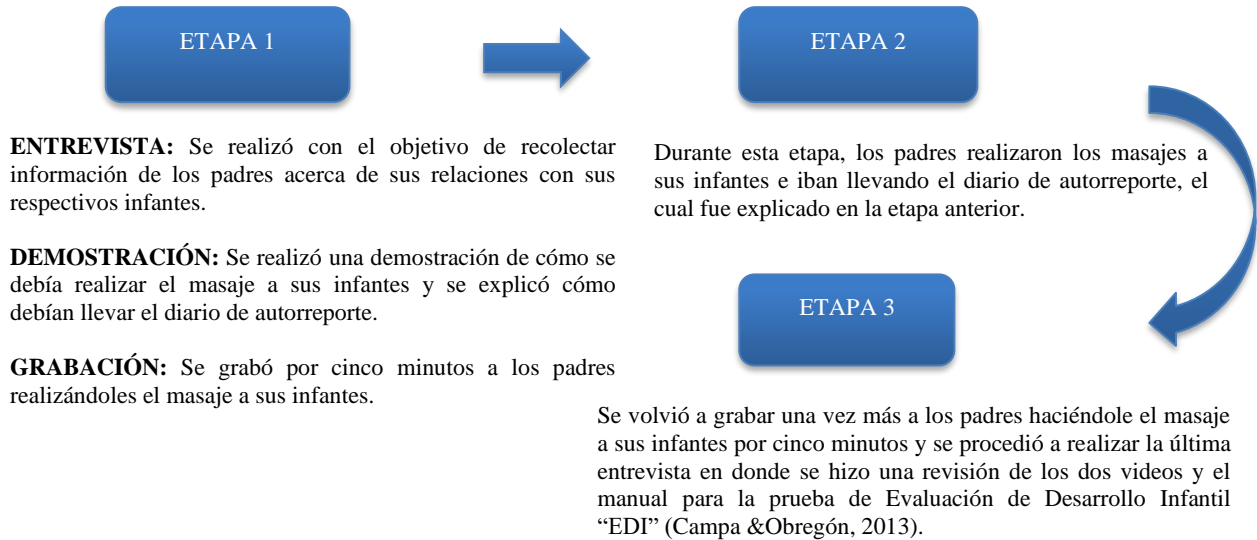 ETAPA 1
ENTREVISTA: Se realizó con el objetivo de recolectar
información de los padres acerca de sus relaciones con sus
respectivos infantes.
DEMOSTRACIÓN: Se realizó una demostración de cómo se
debía realizar el masaje a sus infantes y se explicó cómo
debían llevar el diario de autorreporte.
GRABACIÓN: Se grabó por cinco minutos a los padres
realizándoles el masaje a sus infantes.
ETAPA 2
Durante esta etapa, los padres realizaron los masajes a
sus infantes e iban llevando el diario de autorreporte, el
cual fue explicado en la etapa anterior.
ETAPA 3
Se volvió a grabar una vez más a los padres haciéndole el masaje
a sus infantes por cinco minutos y se procedió a realizar la última
entrevista en donde se hizo una revisión de los dos videos y el
manual para la prueba de Evaluación de Desarrollo Infantil
“EDI” (Campa &Obregón, 2013).